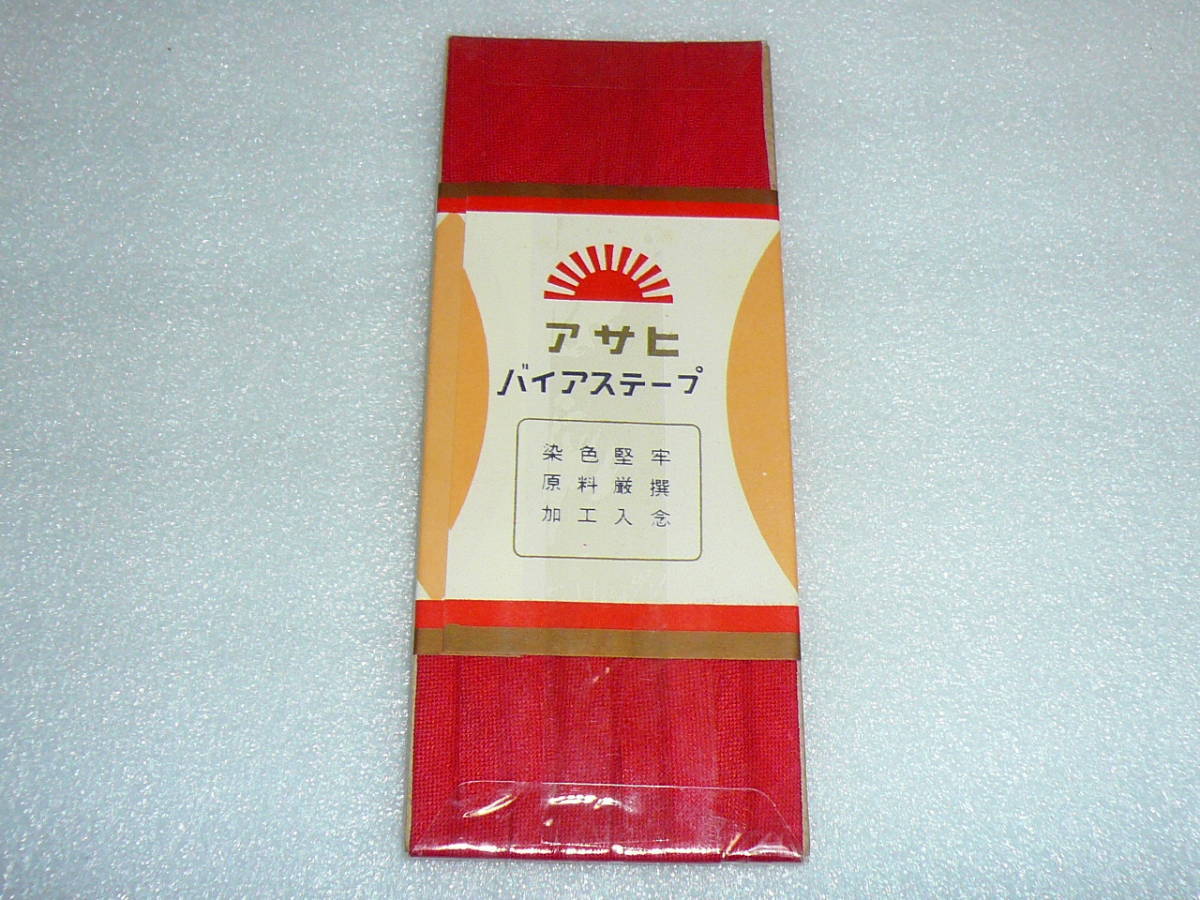 アサヒ
バイアステープ
染色堅牢
原料厳撰
加工入念